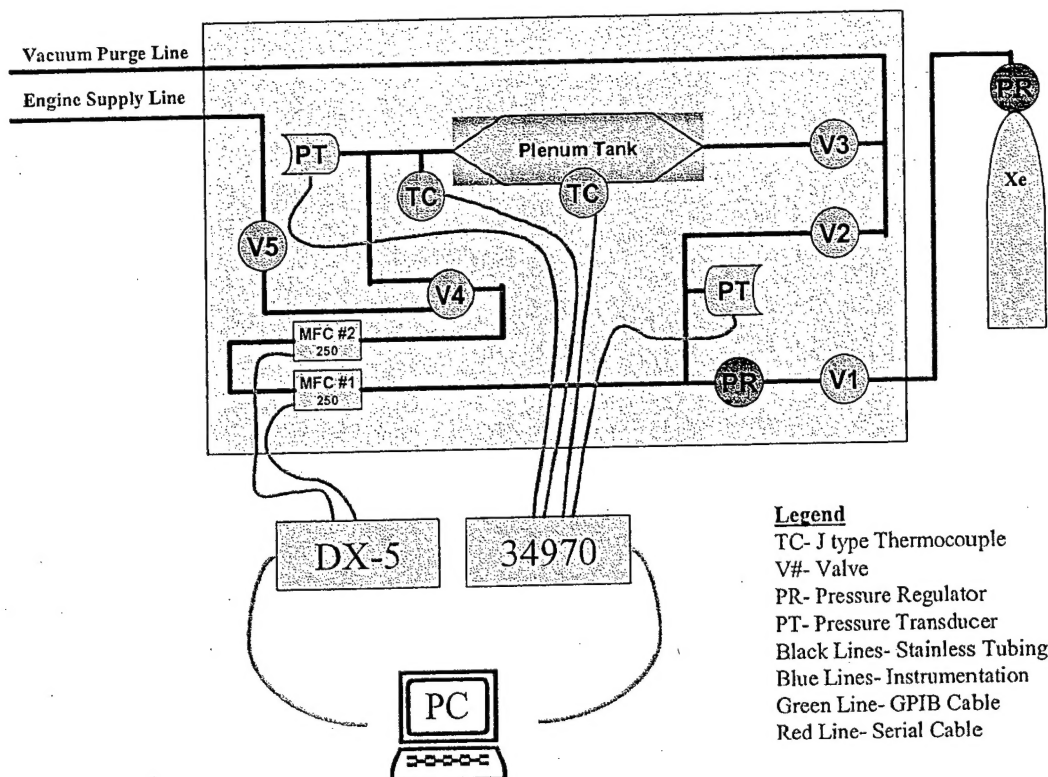 Vacuum Purge Line
Engine Supply Line
PR
PT
Plenum Tank
V3
TC
TC
Xe
V5
V2
V4
PT
MFC #2
250
MFC #1
250
PR
V1
DX-5
34970
PC
Legend
TC- J type Thermocouple
V#- Valve
PR- Pressure Regulator
PT- Pressure Transducer
Black Lines- Stainless Tubing
Blue Lines- Instrumentation
Green Line- GPIB Cable
Red Line- Serial Cable